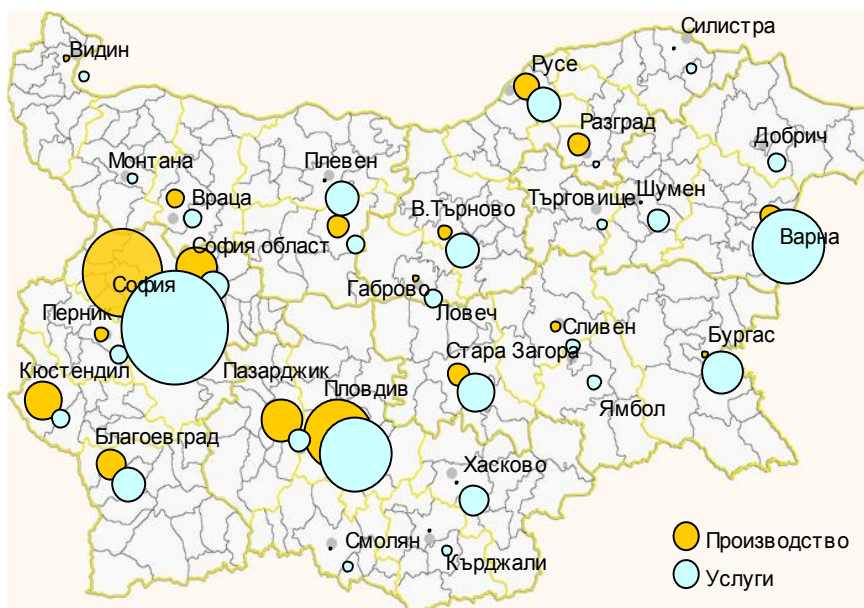 Силистра
Видин
Русе
Разград
Добрич
Монтана
Плевен
Враца
Търговище
Шумен
В.Търново
Варна
София област
София
Габрово
Ловеч
Перник
Сливен
Бургас
Стара Загора
Кюстендил
Пазарджик
Пловдив
Ямбол
Благоевград
Хасково
Смолян
Кърджали
Производство
Услуги